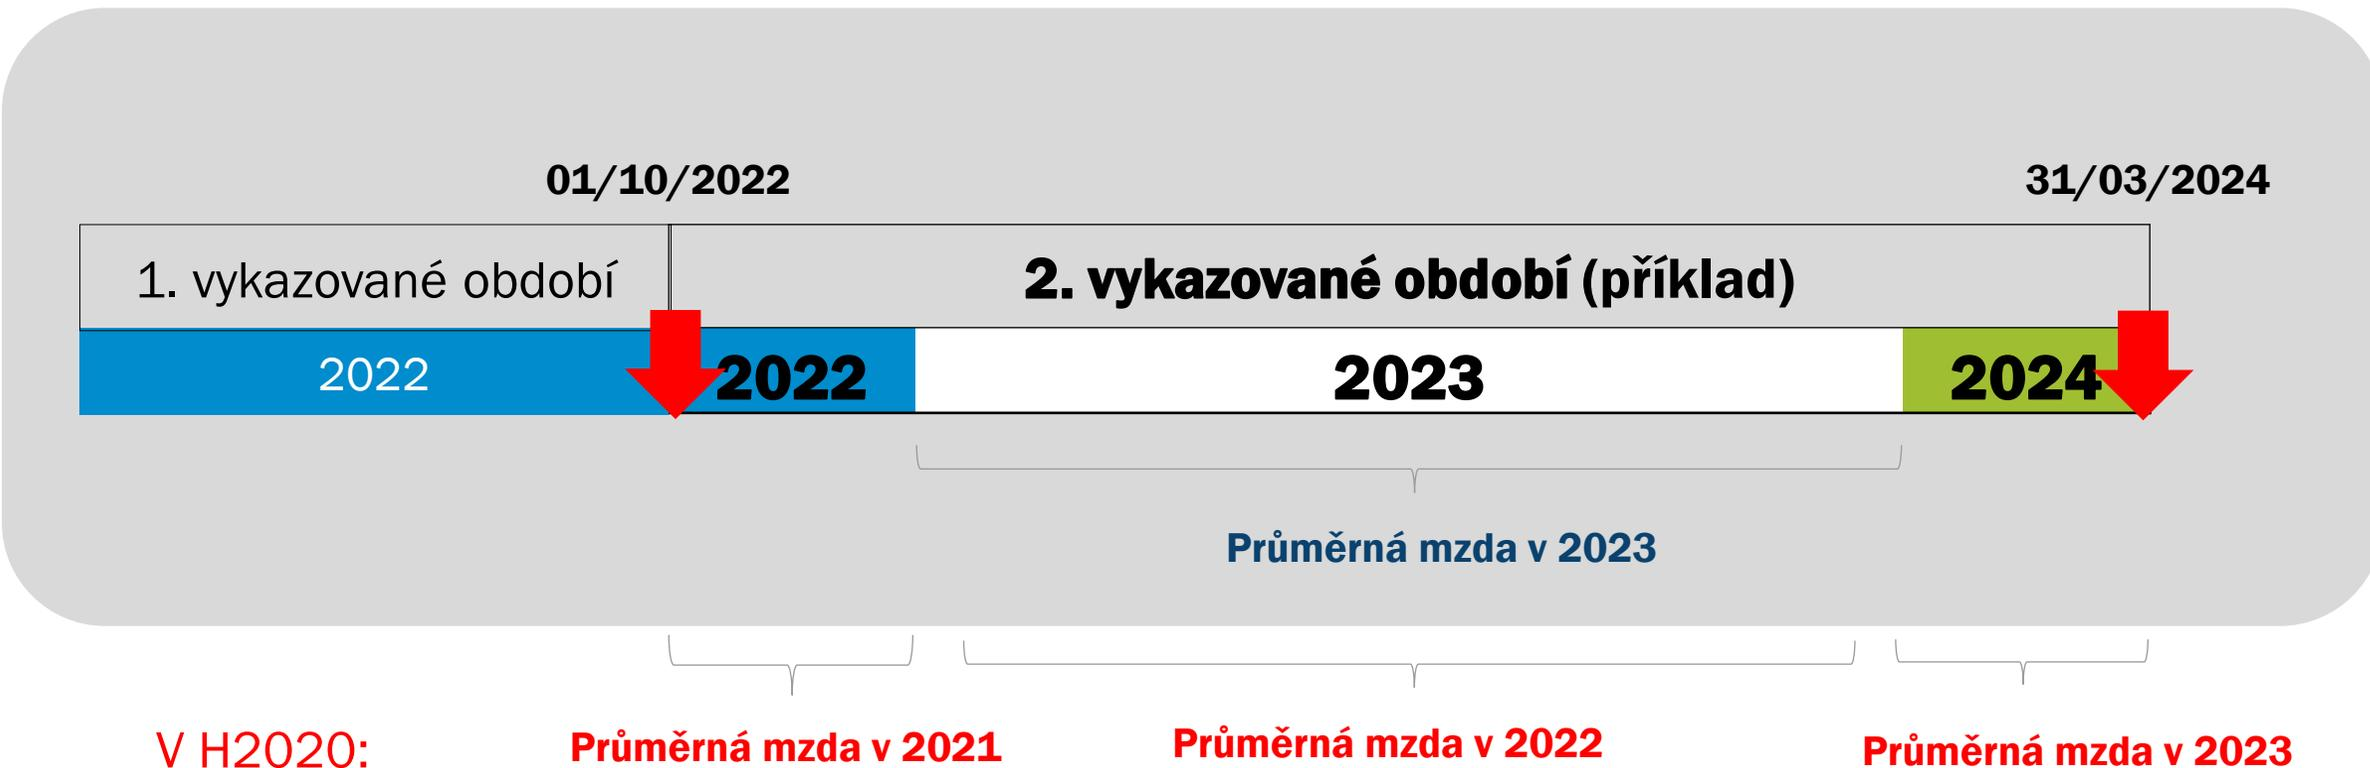 01/10/2022
31/03/2024
1. vykazované období
2. vykazované období (příklad)
2022
2022
2023
2024
Průměrná mzda v 2023
V H2020:
Průměrná mzda v 2021
Průměrná mzda v 2022
Průměrná mzda v 2023